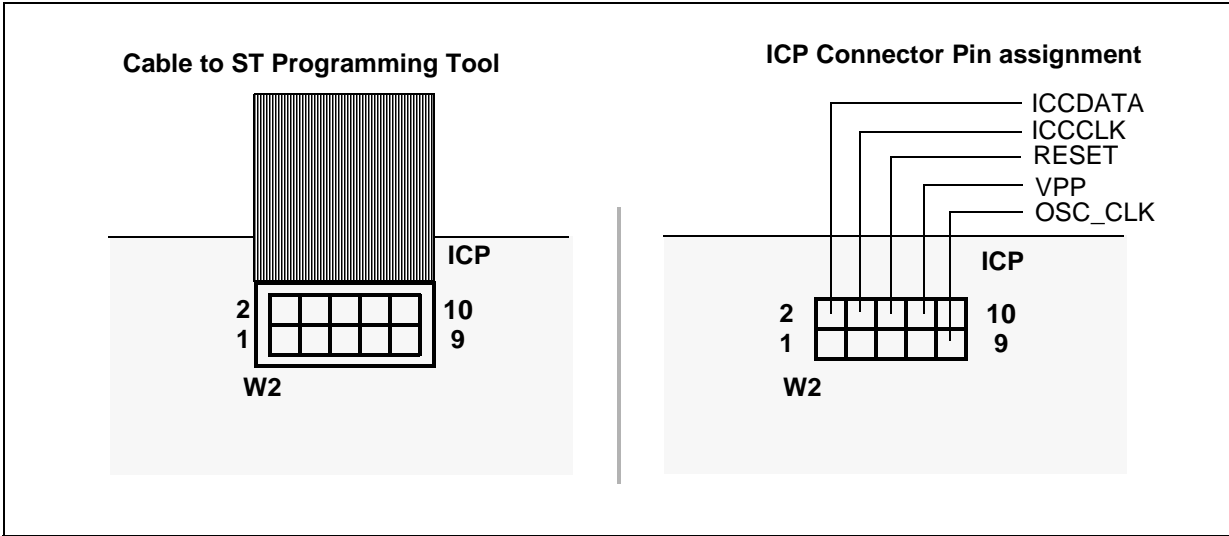 Cable to ST Programming Tool
ICP
2
10
1
9
W2
ICP Connector Pin assignment
ICCDATA
ICCCLK
RESET
VPP
OSC_CLK
ICP
2
10
1
9
W2